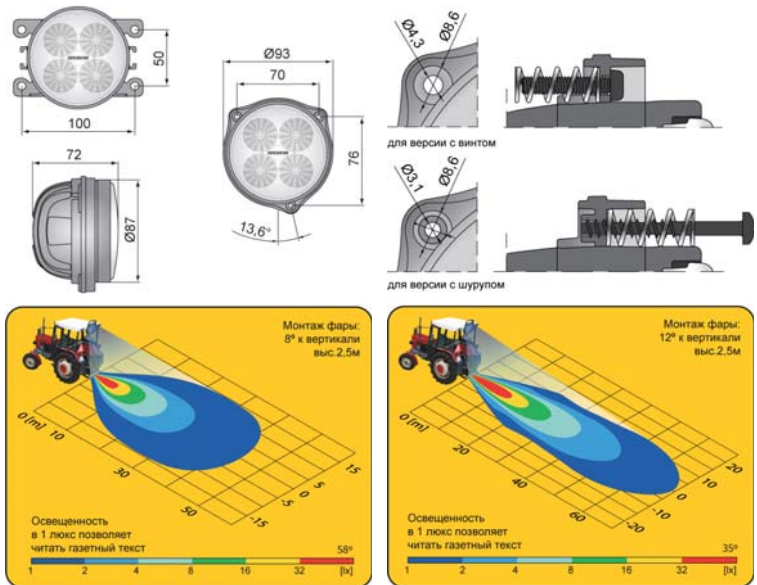 50
100
Ø93
70
76
13,6°
72
Ø87
Ø4,3
Ø8,6
для версии с винтом
Ø3,1
Ø8,6
для версии с шурупом
Монтаж фары:
8º к вертикали
выс.2,5м
0 [m]
10
30
50
-15
-5
0
5
15
Освещенность
в 1 люкс позволяет
читать газетный текст
58º
1 2 4 8 16 32 [lx]
Монтаж фары:
12º к вертикали
выс.2,5м
0 [m]
20
40
60
-20
-10
0
10
20
Освещенность
в 1 люкс позволяет
читать газетный текст
35º
1 2 4 8 16 32 [lx]